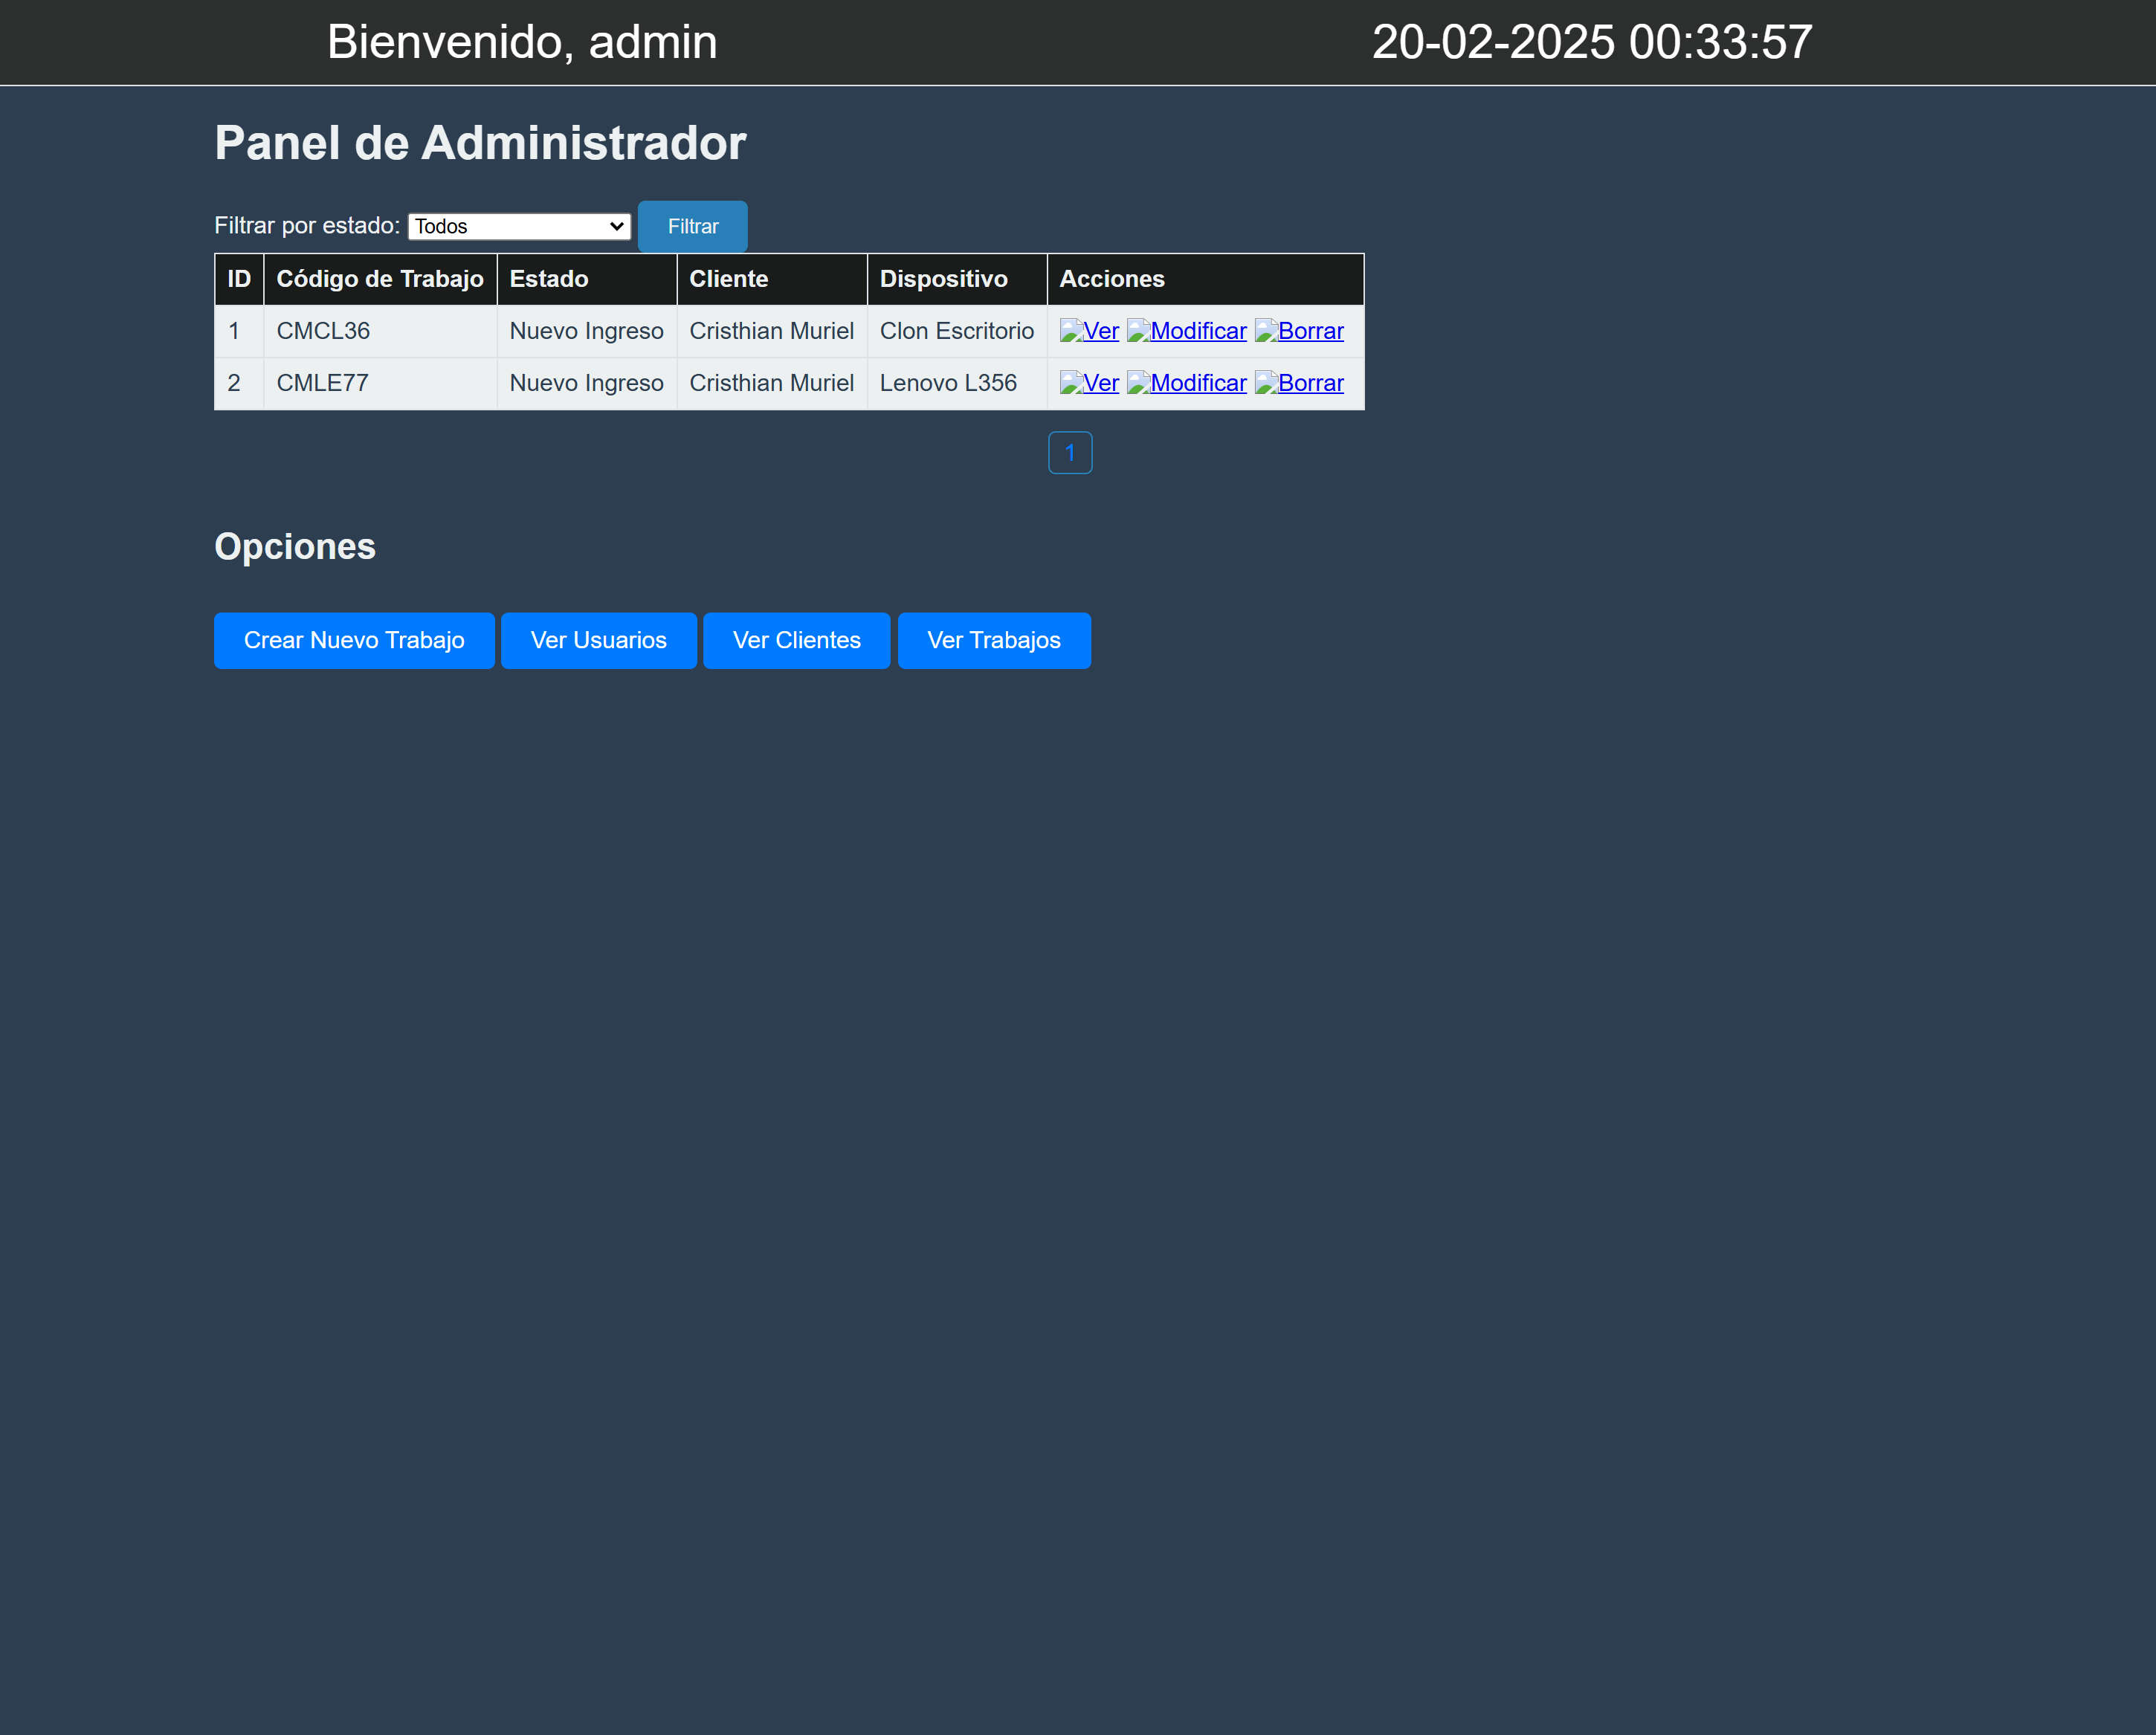 Bienvenido, admin 20-02-2025 00:33:57
Panel de Administrador
Filtrar por estado: Todos Filtrar
ID Código de Trabajo Estado Cliente Dispositivo Acciones
1 CMCL36 Nuevo Ingreso Cristhian Muriel Clon Escritorio Ver Modificar Borrar
2 CMLE77 Nuevo Ingreso Cristhian Muriel Lenovo L356 Ver Modificar Borrar
1
Opciones
Crear Nuevo Trabajo Ver Usuarios Ver Clientes Ver Trabajos